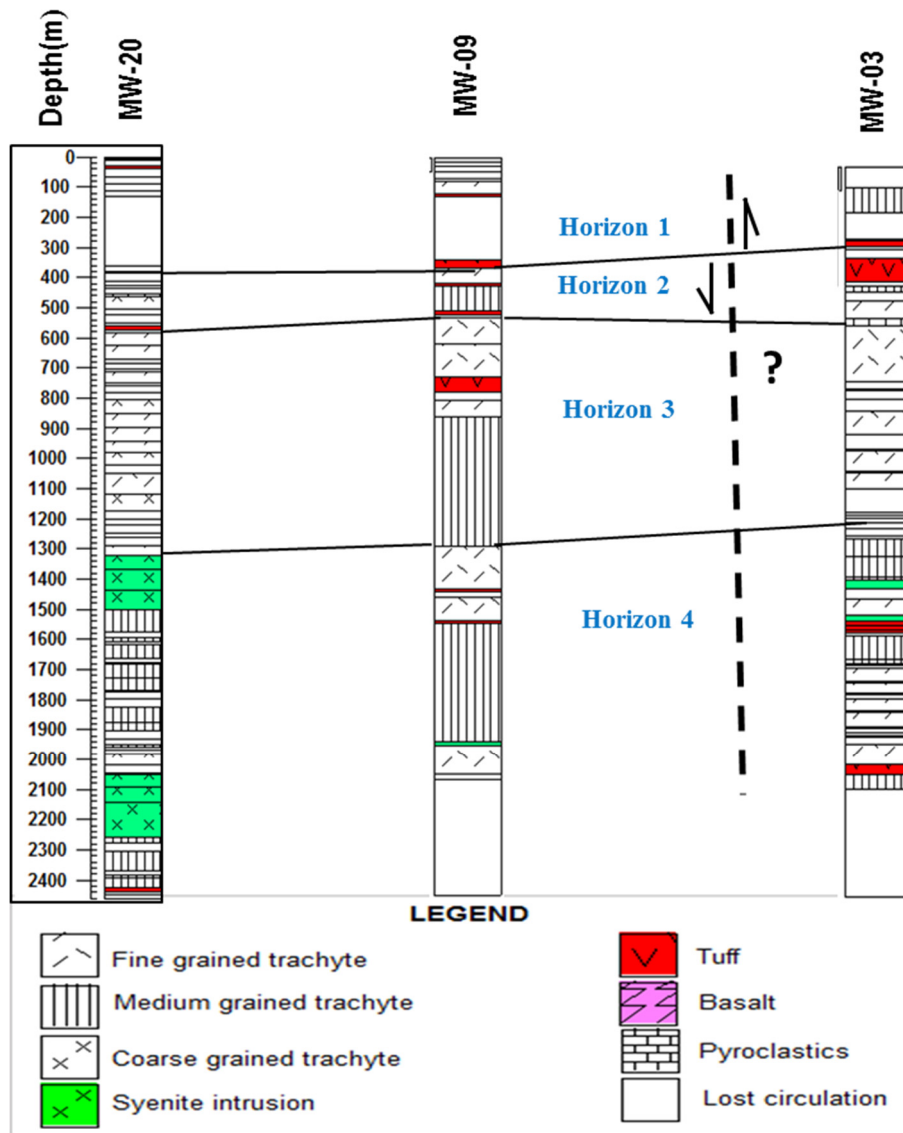 Depth(m)
MW-20
MW-09
MW-03
0
100
200
300
400
500
600
700
800
900
1000
1100
1200
1300
1400
1500
1600
1700
1800
1900
2000
2100
2200
2300
2400
Horizon 1
Horizon 2
?
Horizon 3
Horizon 4
LEGEND
Fine grained trachyte
Medium grained trachyte
Coarse grained trachyte
Syenite intrusion
Tuff
Basalt
Pyroclastics
Lost circulation